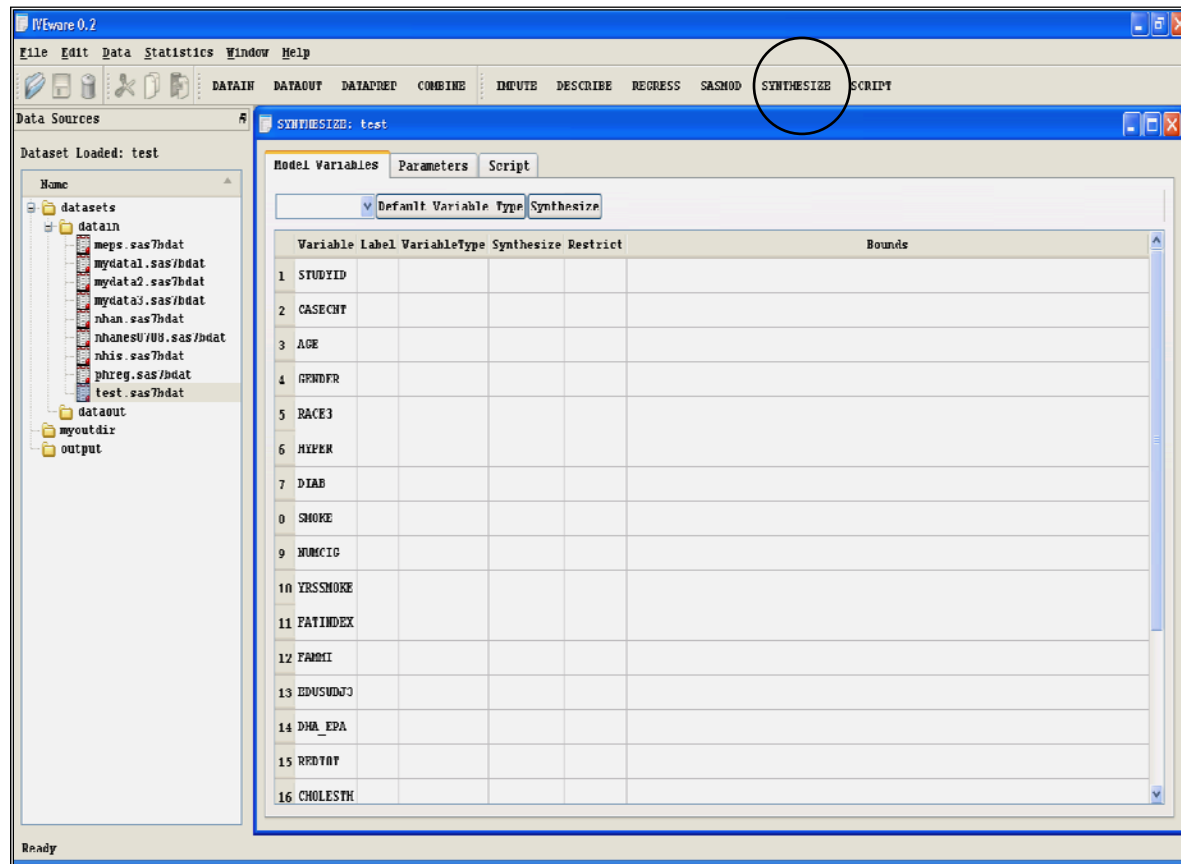 IVEware 0.2
File Edit Data Statistics Window Help
DATAIN DATAOUT DATAPREP COMBINE IMPUTE DESCRIBE REGRESS SASMOD SYNTHESIZE SCRIPT
Data Sources
Dataset Loaded: test
Name
datasets
datain
meps.sas7bdat
mydata1.sas7bdat
mydata2.sas7bdat
mydata3.sas7bdat
nhan.sas7bdat
nhanes0708.sas7bdat
nhis.sas7bdat
phreg.sas7bdat
test.sas7bdat
dataout
myoutdir
output
SYNTHESIZE: test
Model Variables Parameters Script
Default Variable Type Synthesize
Variable Label VariableType Synthesize Restrict Bounds
1 STUDYID
2 CASECNT
3 AGE
4 GENDER
5 RACE3
6 HYPER
7 DIAB
8 SMOKE
9 NUMCIG
10 YRSSMOKE
11 FATINDEX
12 FAMMI
13
14 DHA_EPA
15 REDTOT
16 CHOLESTH
Ready